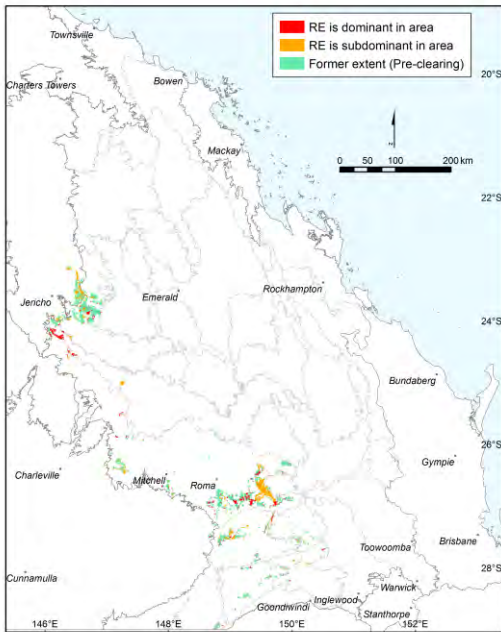 RE is dominant in area
RE is subdominant in area
Former extent (Pre-clearing)
Townsville
20°S
Charters Towers
Bowen
Mackay
z
0 50 100 200 km
22°S
Jericho
Emerald
Rockhampton
24°S
Bundaberg
26°S
Charleville
Mitchell
Roma
Gympie
Toowoomba
Brisbane
28°S
Cunnamulla
Goondiwindi
Inglewood
Warwick
Stanthorpe
146°E
148°E
150°E
152°E